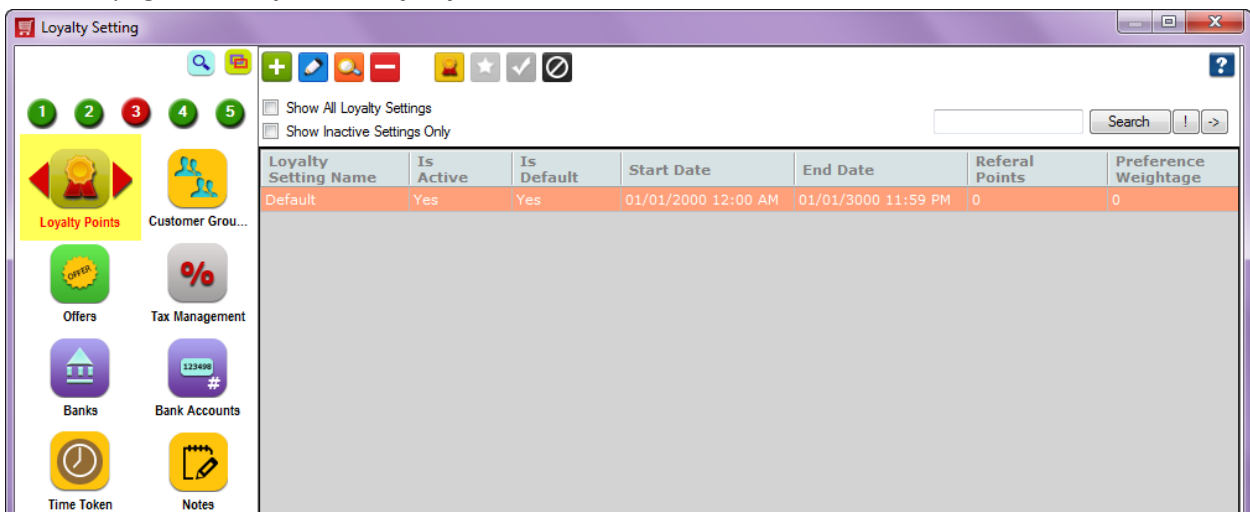 Loyalty Setting
?
1 2 3 4 5
Show All Loyalty Settings
Show Inactive Settings Only
Search ! ->
Loyalty Setting Name Is Active Is Default Start Date End Date Referal Points Preference Weightage
Default Yes Yes 01/01/2000 12:00 AM 01/01/3000 11:59 PM 0 0
Loyalty Points Customer Grou...
OFFER %
Offers Tax Management
123498 #
Banks Bank Accounts
Time Token Notes